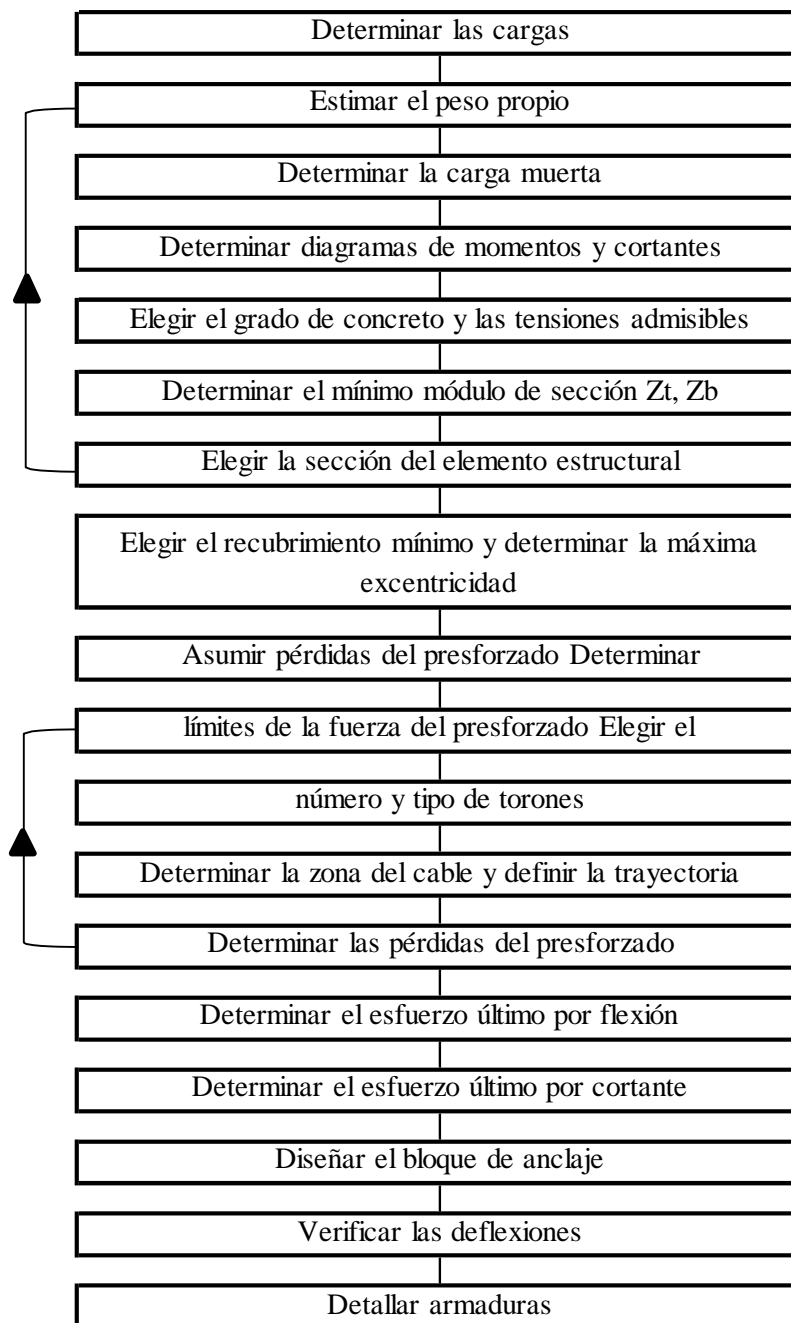 Determinar las cargas
Estimar el peso propio
Determinar la carga muerta
Determinar diagramas de momentos y cortantes
Elegir el grado de concreto y las tensiones admisibles
Determinar el mínimo módulo de sección Zt, Zb
Elegir la sección del elemento estructural
Elegir el recubrimiento mínimo y determinar la máxima
excentricidad
Asumir pérdidas del presforzado Determinar
límites de la fuerza del presforzado Elegir el
número y tipo de torones
Determinar la zona del cable y definir la trayectoria
Determinar las pérdidas del presforzado
Determinar el esfuerzo último por flexión
Determinar el esfuerzo último por cortante
Diseñar el bloque de anclaje
Verificar las deflexiones
Detallar armaduras